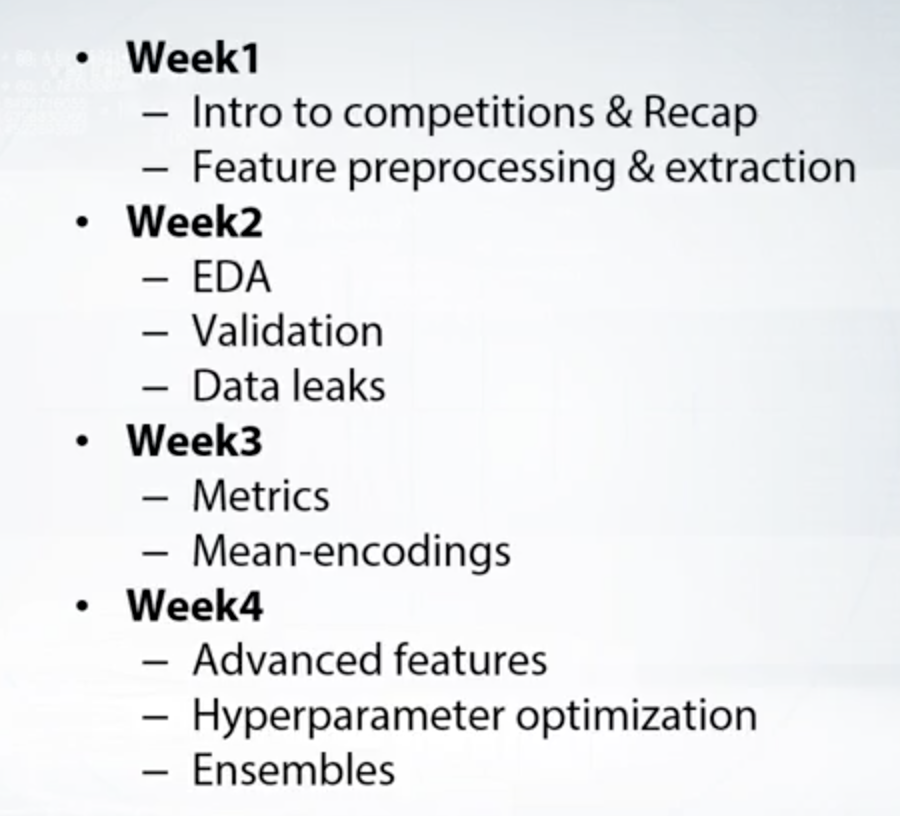 • Week1
– Intro to competitions & Recap
– Feature preprocessing & extraction
• Week2
– EDA
– Validation
– Data leaks
• Week3
– Metrics
– Mean-encodings
• Week4
– Advanced features
– Hyperparameter optimization
– Ensembles